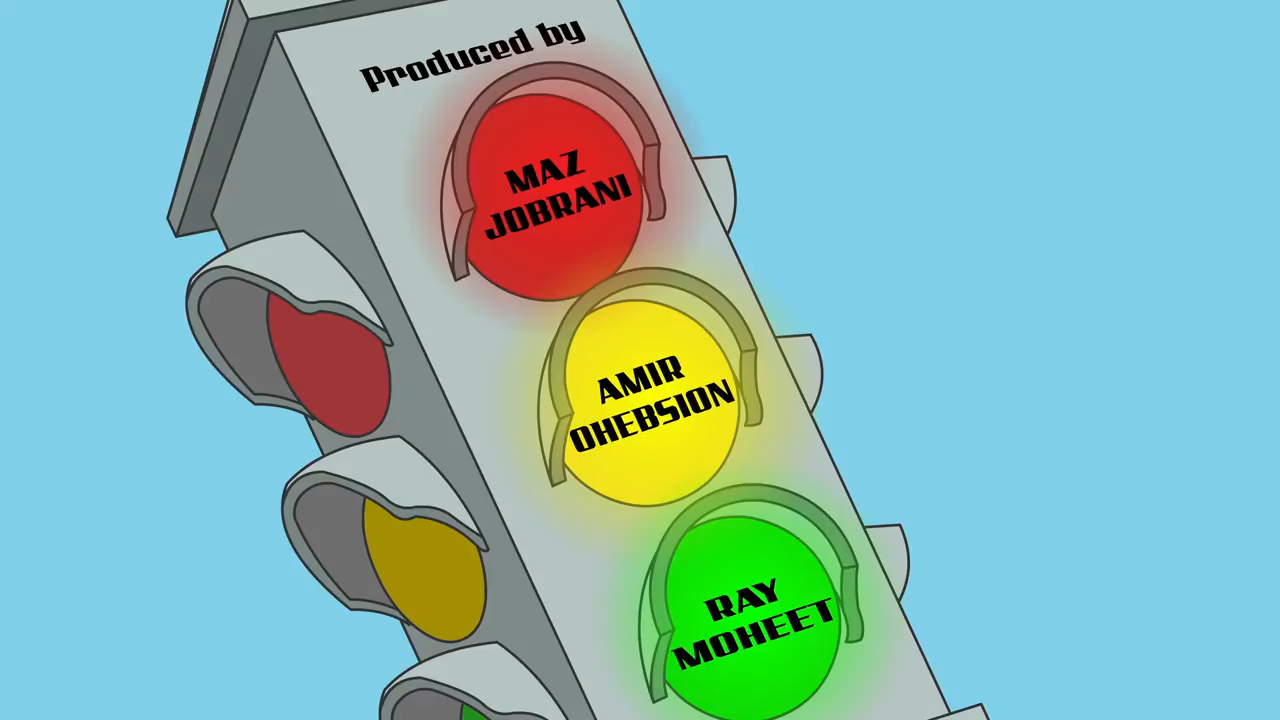 Produced by
MAZ
JOBRANI
AMIR
OHEBSION
RAY
MOHEET